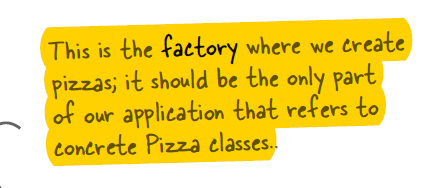 This is the factory where we create
pizzas; it should be the only part
of our application that refers to
concrete Pizza classes..